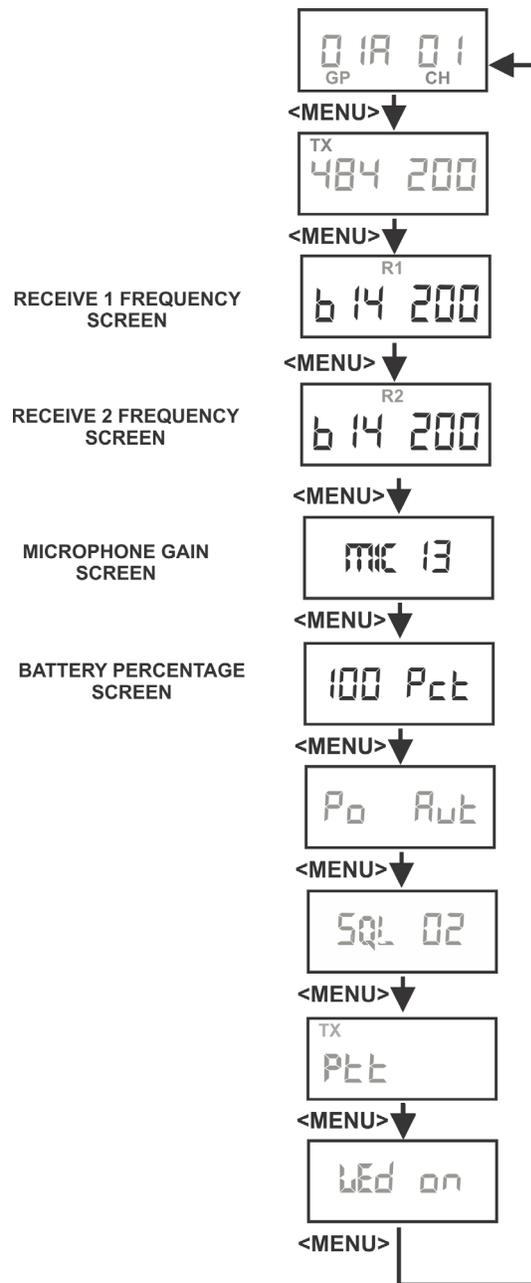 01A 01
GP CH
<MENU>
TX
484 200
<MENU>
R1
RECEIVE 1 FREQUENCY
SCREEN
b14 200
<MENU>
R2
RECEIVE 2 FREQUENCY
SCREEN
b14 200
<MENU>
MICROPHONE GAIN
SCREEN
MIC 13
<MENU>
BATTERY PERCENTAGE
SCREEN
100 Pct
<MENU>
Po Aut
<MENU>
SQL 02
<MENU>
TX
Ptt
<MENU>
LEd on
<MENU>